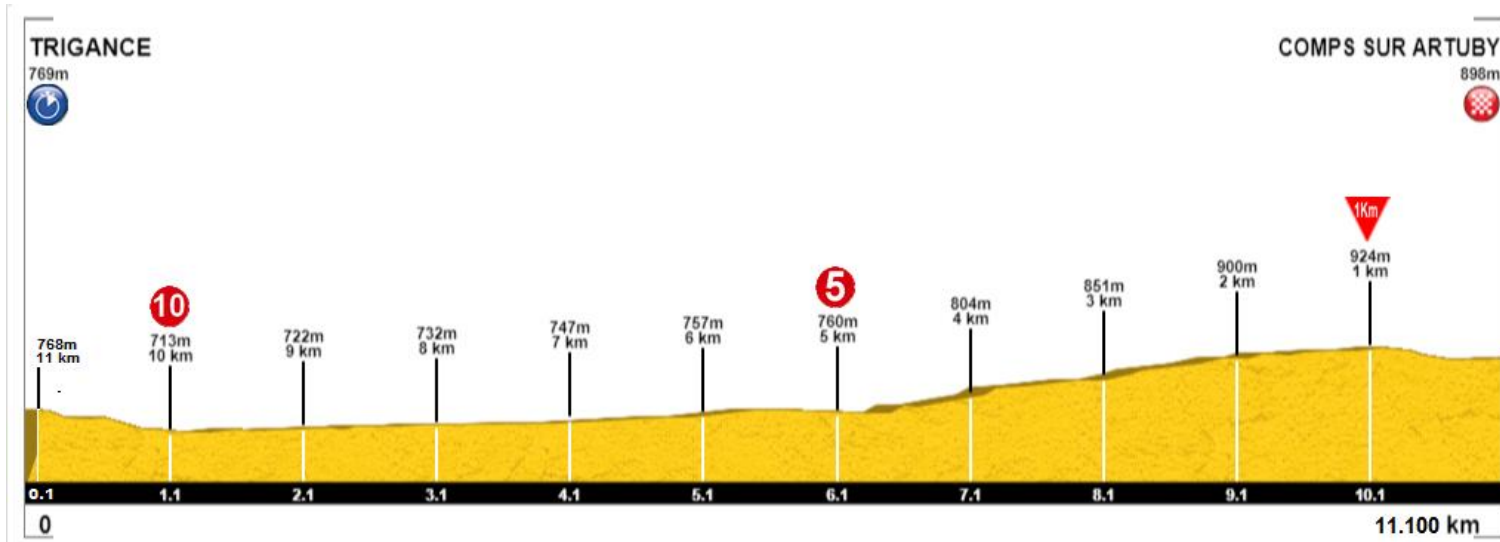 TRIGANCE
769m
COMPS SUR ARTUBY
898m
768m
11 km
10
713m
10 km
722m
9 km
732m
8 km
747m
7 km
757m
6 km
5
760m
5 km
804m
4 km
851m
3 km
900m
2 km
1Km
924m
1 km
0.1 1.1 2.1 3.1 4.1 5.1 6.1 7.1 8.1 9.1 10.1
0 11.100 km